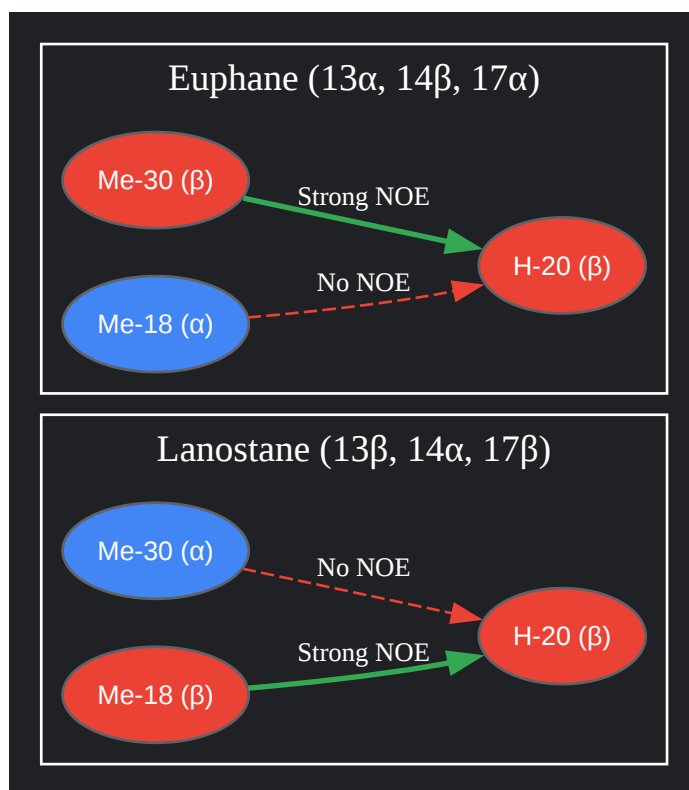 Euphane (13α, 14β, 17α)
Me-30 (β)
Strong NOE
H-20 (β)
No NOE
Me-18 (α)
Lanostane (13β, 14α, 17β)
Me-30 (α)
No NOE
H-20 (β)
Strong NOE
Me-18 (β)